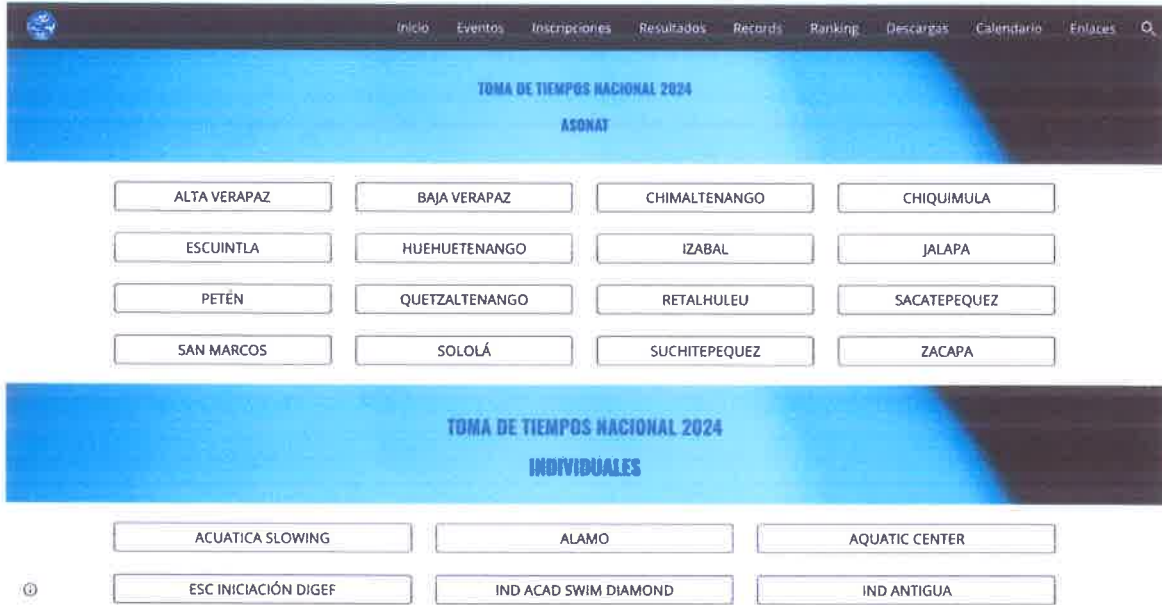 Inicio Eventos Inscripciones Resultados Records Ranking Descargas Calendario Enlaces
TOMA DE TIEMPOS NACIONAL 2024
ASONAT
ALTA VERAPAZ BAJA VERAPAZ CHIMALTENANGO CHIQUIMULA
ESCUINTLA HUEHUETENANGO IZABAL JALAPA
PETÉN QUETZALTENANGO RETALHULEU SACATEPEQUEZ
SAN MARCOS SOLOLÁ SUCHITEPEQUEZ ZACAPA
TOMA DE TIEMPOS NACIONAL 2024
INDIVIDUALES
ACUATICA SLOWING ALAMO AQUATIC CENTER
ESC INICIACIÓN DIGEF IND ACAD SWIM DIAMOND IND ANTIGUA